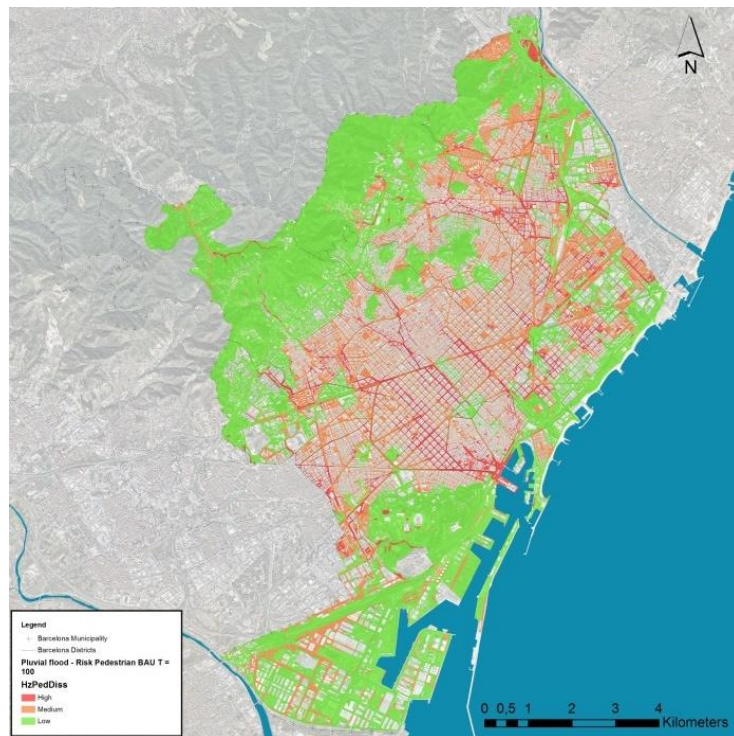 N
Legend
Barcelona Municipality
Barcelona Districts
Pluvial flood - Risk Pedestrian BAU T =
100
HzPedDiss
High
Medium
Low
0 0,5 1 2 3 4
Kilometers